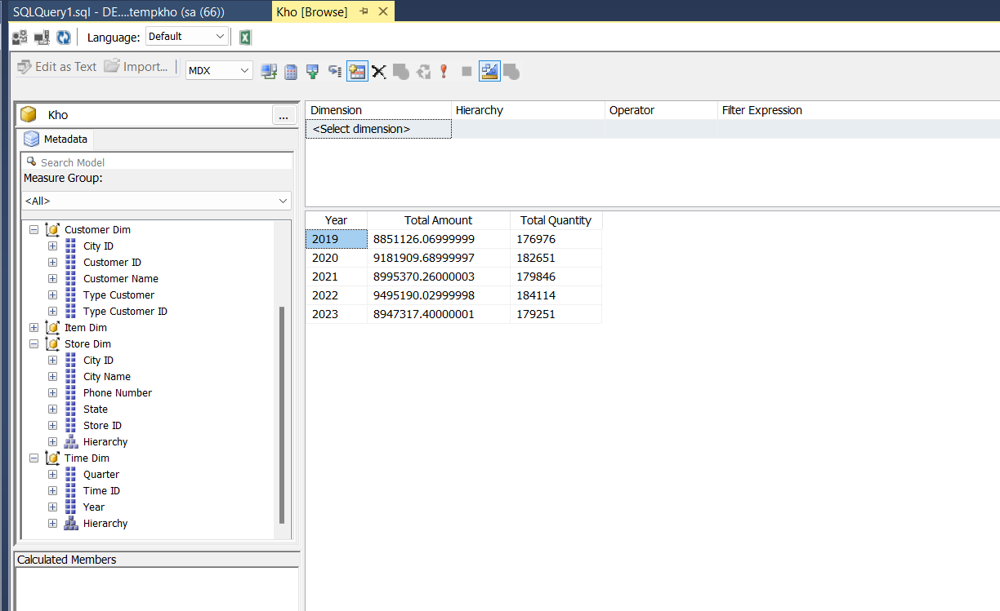 SQLQuery1.sql - DE....tempkho (sa (66))
Kho [Browse]
Language: Default
Edit as Text Import... MDX
Kho ...
Metadata
Search Model
Measure Group:
<All>
Customer Dim
City ID
Customer ID
Customer Name
Type Customer
Type Customer ID
Item Dim
Store Dim
City ID
City Name
Phone Number
State
Store ID
Hierarchy
Time Dim
Quarter
Time ID
Year
Hierarchy
Calculated Members
Dimension Hierarchy Operator Filter Expression
<Select dimension>
Year Total Amount Total Quantity
2019 8851126.06999999 176976
2020 9181909.68999997 182651
2021 8995370.26000003 179846
2022 9495190.02999998 184114
2023 8947317.40000001 179251